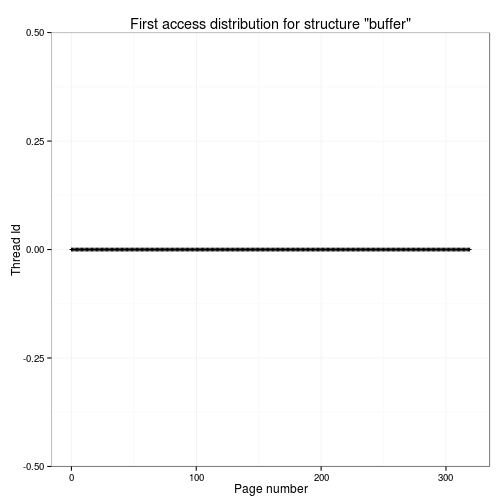 First access distribution for structure "buffer"
0.50
0.25
0.00
-0.25
-0.50
Thread Id
0 100 200 300
Page number